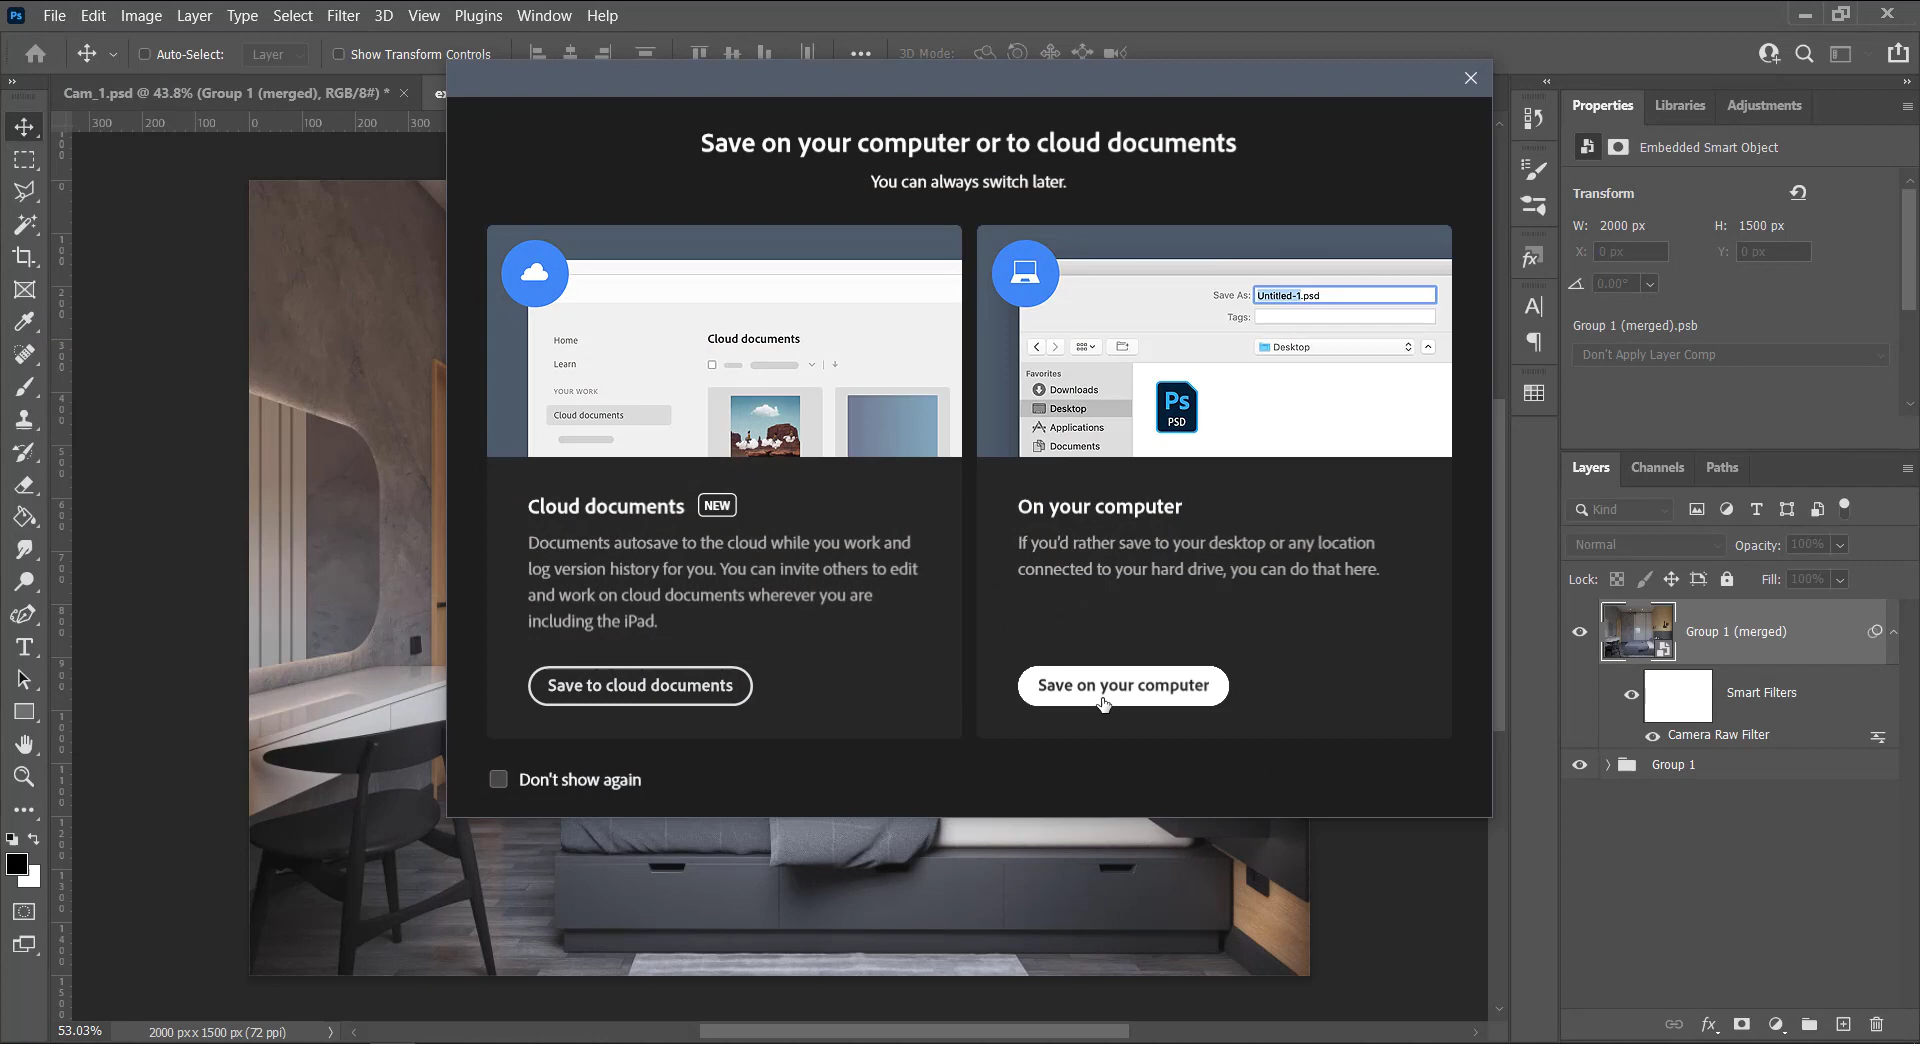 Ps File Edit Image Layer Type Select Filter 3D View Plugins Window Help
Auto-Select: Layer Show Transform Controls 3D Mode:
Cam_1.psd @ 43.8% (Group 1 (merged), RGB/8#) *
300 200 100 0 100 200 300
Save on your computer or to cloud documents
You can always switch later.
Home
Learn
YOUR WORK
Cloud documents
Cloud documents
Cloud documents NEW
Documents autosave to the cloud while you work and
log version history for you. You can invite others to edit
and work on cloud documents wherever you are
including the iPad.
Save to cloud documents
Save As: Untitled-1.psd
Tags:
Desktop
Favorites
Downloads
Desktop
Applications
Documents
Ps
PSD
On your computer
If you'd rather save to your desktop or any location
connected to your hard drive, you can do that here.
Save on your computer
Don't show again
Properties Libraries Adjustments
Embedded Smart Object
Transform
W: 2000 px H: 1500 px
X: 0 px Y: 0 px
0.00°
Group 1 (merged).psb
Don't Apply Layer Comp
Layers Channels Paths
Kind
Normal Opacity: 100%
Lock: Fill: 100%
Group 1 (merged)
Smart Filters
Camera Raw Filter
Group 1
53.03% 2000 px x 1500 px (72 ppi)